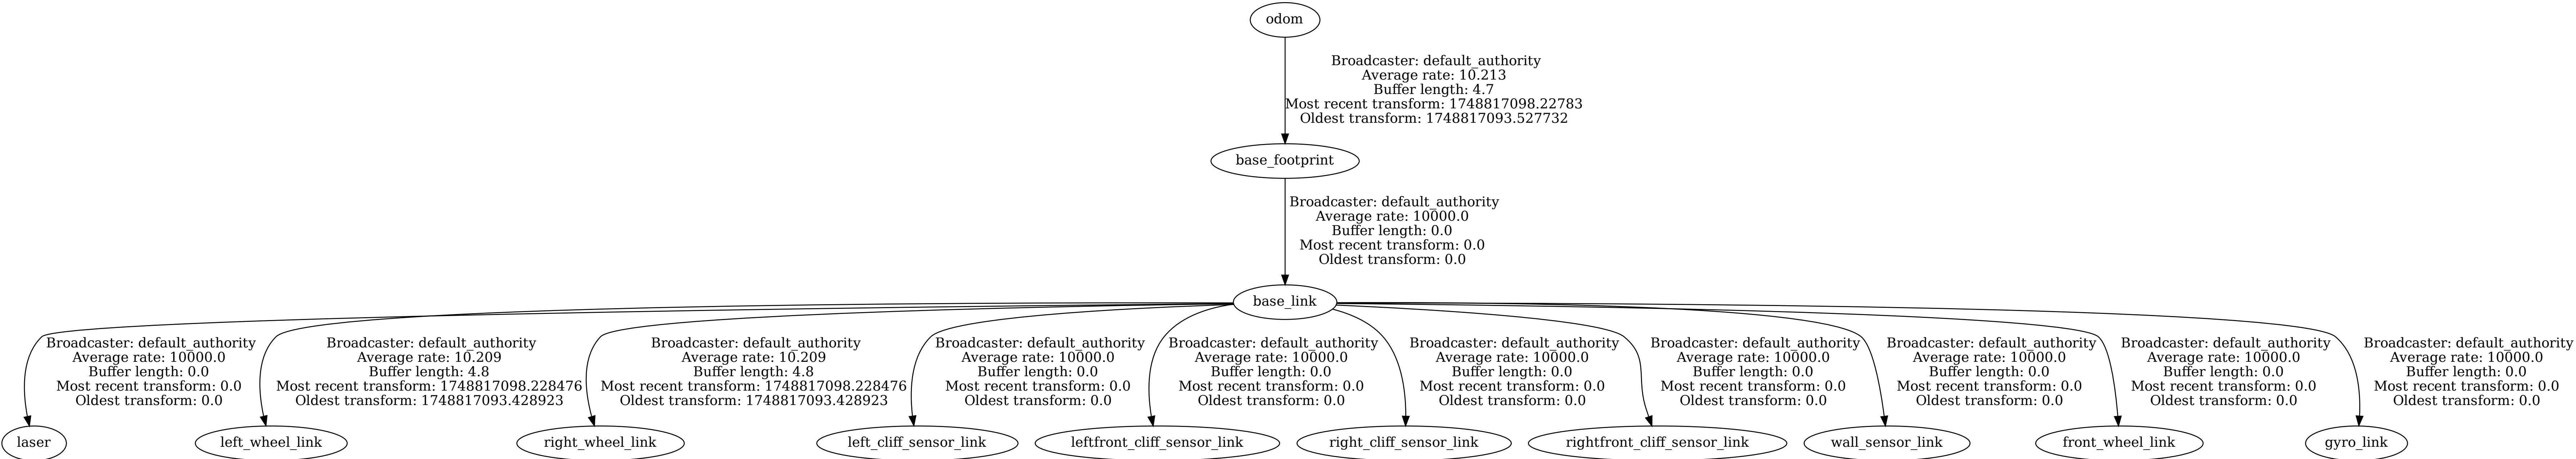 odom
Broadcaster: default_authority
Average rate: 10.213
Buffer length: 4.7
Most recent transform: 1748817098.22783
Oldest transform: 1748817093.527732
base_footprint
Broadcaster: default_authority
Average rate: 10000.0
Buffer length: 0.0
Most recent transform: 0.0
Oldest transform: 0.0
base_link
Broadcaster: default_authority
Average rate: 10000.0
Buffer length: 0.0
Most recent transform: 0.0
Oldest transform: 0.0
Broadcaster: default_authority
Average rate: 10.209
Buffer length: 4.8
Most recent transform: 1748817098.228476
Oldest transform: 1748817093.428923
Broadcaster: default_authority
Average rate: 10.209
Buffer length: 4.8
Most recent transform: 1748817098.228476
Oldest transform: 1748817093.428923
Broadcaster: default_authority
Average rate: 10000.0
Buffer length: 0.0
Most recent transform: 0.0
Oldest transform: 0.0
Broadcaster: default_authority
Average rate: 10000.0
Buffer length: 0.0
Most recent transform: 0.0
Oldest transform: 0.0
Broadcaster: default_authority
Average rate: 10000.0
Buffer length: 0.0
Most recent transform: 0.0
Oldest transform: 0.0
Broadcaster: default_authority
Average rate: 10000.0
Buffer length: 0.0
Most recent transform: 0.0
Oldest transform: 0.0
Broadcaster: default_authority
Average rate: 10000.0
Buffer length: 0.0
Most recent transform: 0.0
Oldest transform: 0.0
Broadcaster: default_authority
Average rate: 10000.0
Buffer length: 0.0
Most recent transform: 0.0
Oldest transform: 0.0
Broadcaster: default_authority
Average rate: 10000.0
Buffer length: 0.0
Most recent transform: 0.0
Oldest transform: 0.0
laser
left_wheel_link
right_wheel_link
left_cliff_sensor_link
leftfront_cliff_sensor_link
right_cliff_sensor_link
rightfront_cliff_sensor_link
wall_sensor_link
front_wheel_link
gyro_link